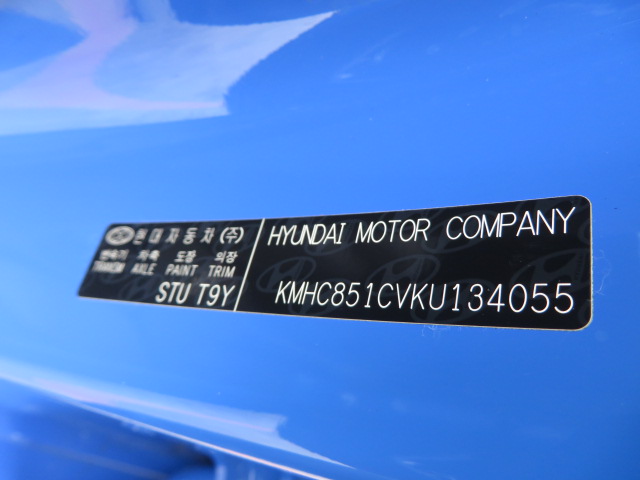 현대자동차(주)
변속기 차축 도장 의장
TRANSM AXLE PAINT TRIM
STU T9Y
HYUNDAI MOTOR COMPANY
KMHC851CVKU134055